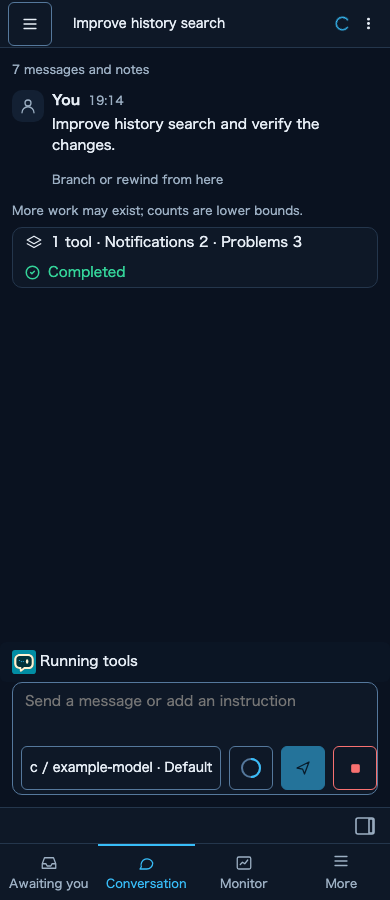 Improve history search
7 messages and notes
You 19:14
Improve history search and verify the
changes.
Branch or rewind from here
More work may exist; counts are lower bounds.
1 tool · Notifications 2 · Problems 3
Completed
Running tools
Send a message or add an instruction
c / example-model · Default
Awaiting you
Conversation
Monitor
More